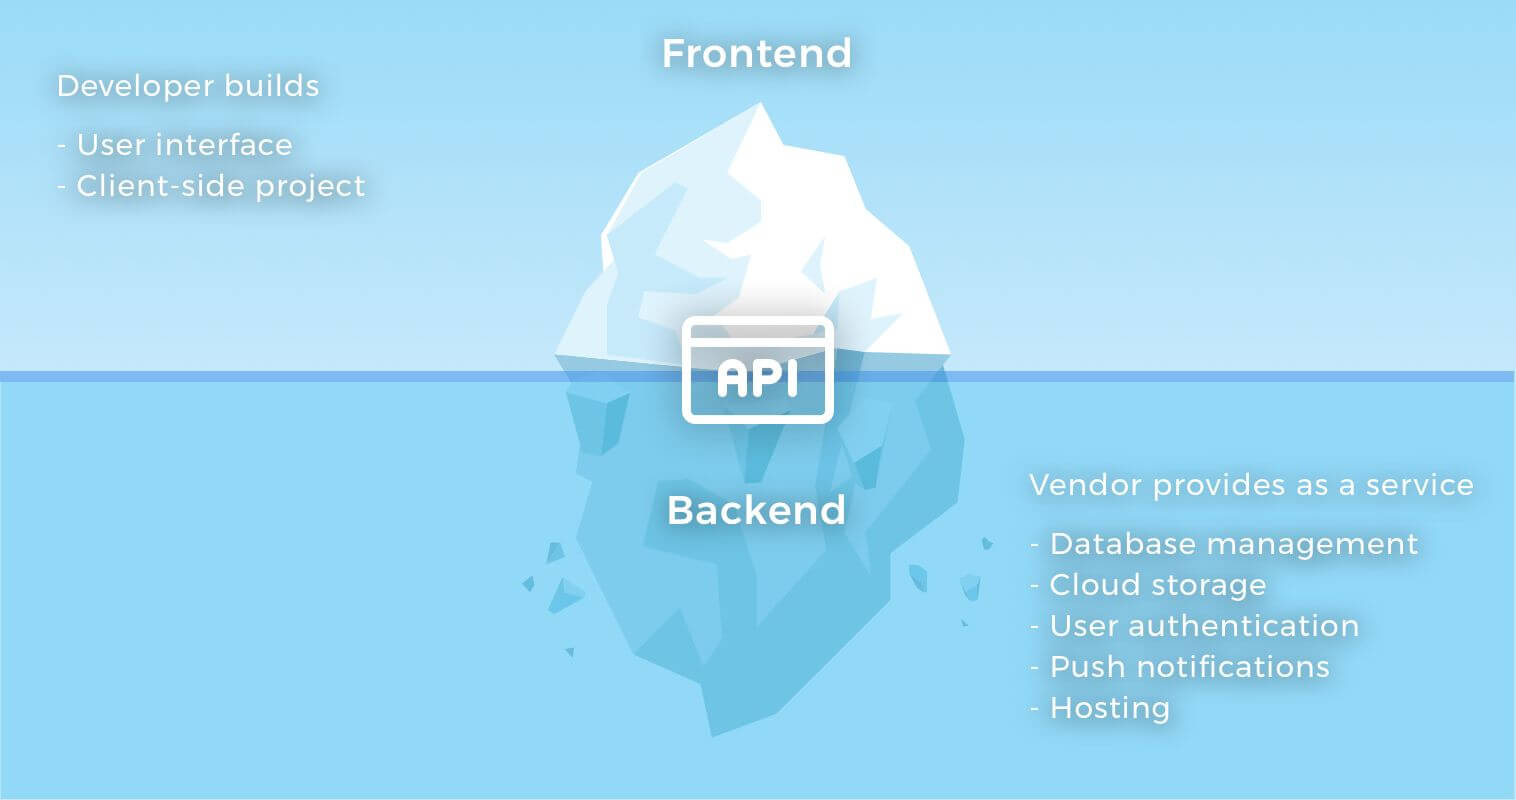 Frontend
Developer builds
- User interface
- Client-side project
API
Backend
Vendor provides as a service
- Database management
- Cloud storage
- User authentication
- Push notifications
- Hosting